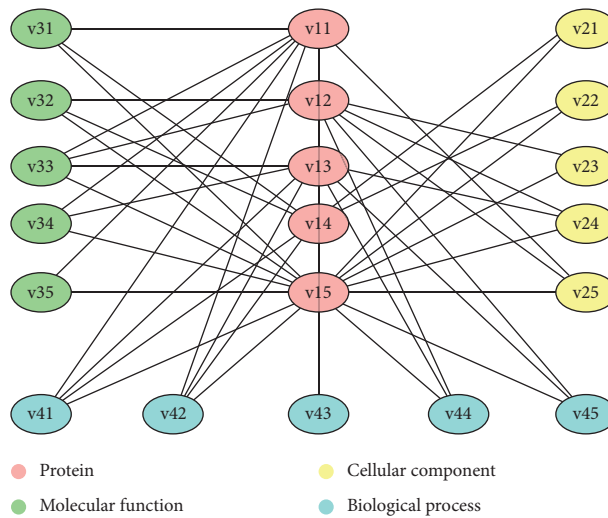 v31 v11 v21
v32 v12 v22
v33 v13 v23
v34 v14 v24
v35 v15 v25
v41 v42 v43 v44 v45
Protein Cellular component
Molecular function Biological process